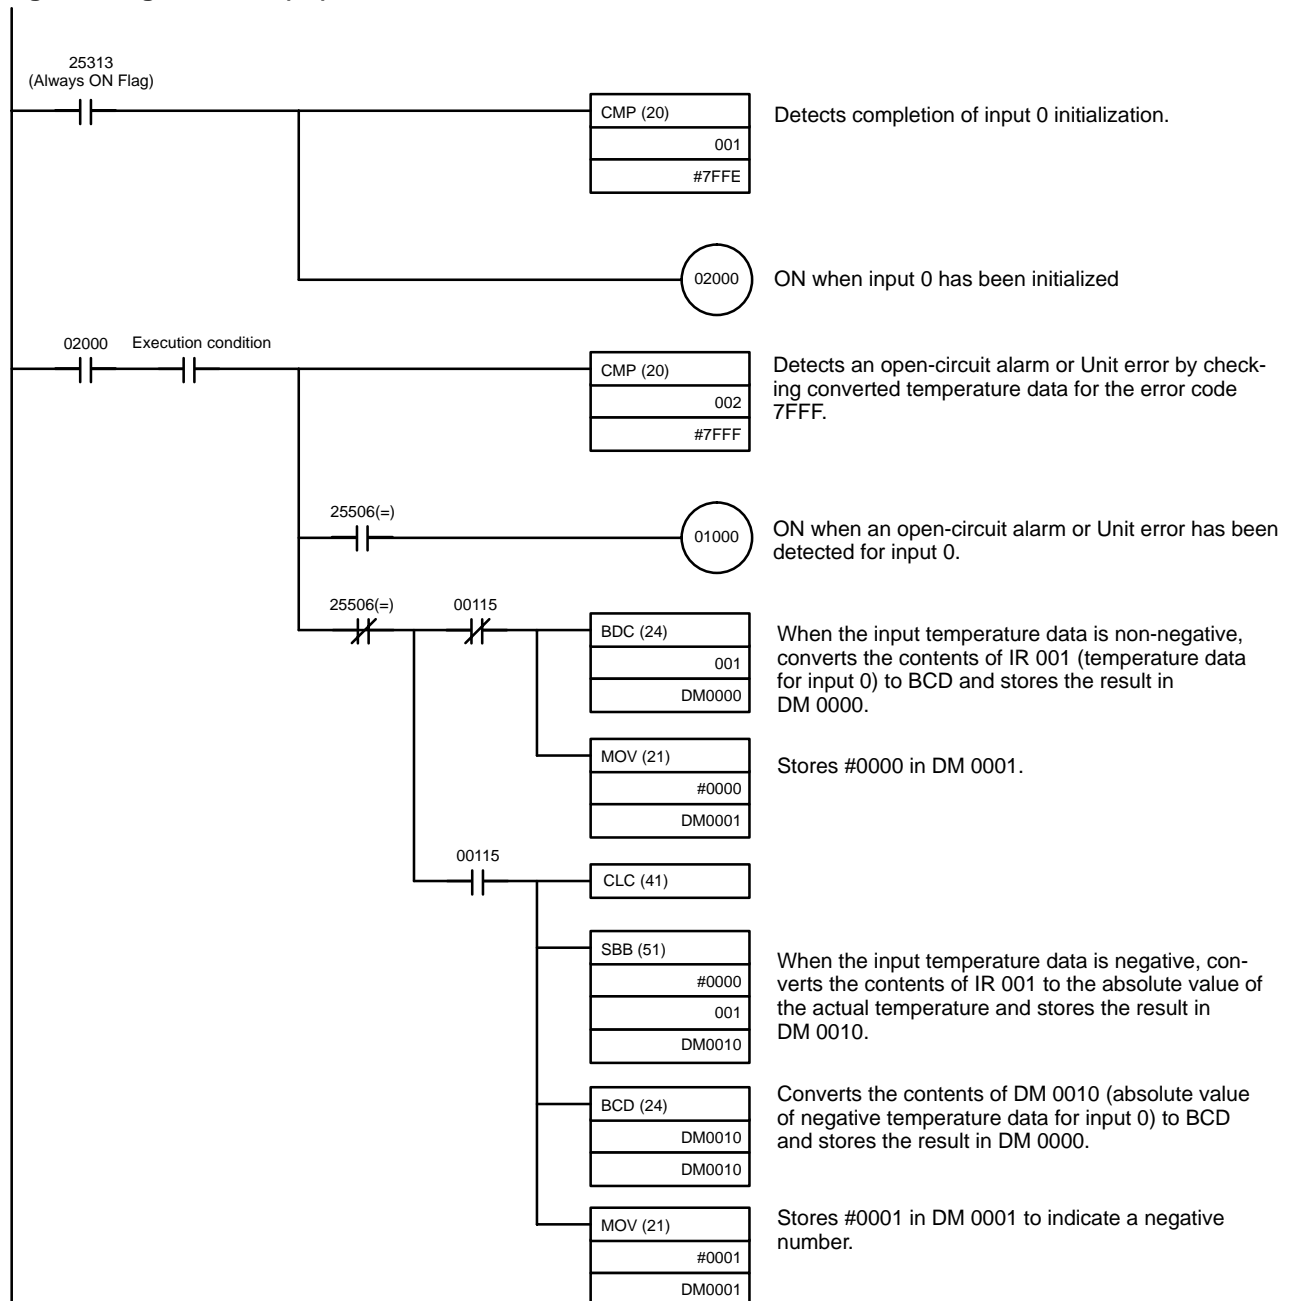 25313
(Always ON Flag)
CMP (20)
001
#7FFE
Detects completion of input 0 initialization.
02000
ON when input 0 has been initialized
02000
Execution condition
CMP (20)
002
#7FFF
Detects an open-circuit alarm or Unit error by check-
ing converted temperature data for the error code
7FFF.
25506(=)
01000
ON when an open-circuit alarm or Unit error has been
detected for input 0.
25506(=)
00115
BDC (24)
001
DM0000
When the input temperature data is non-negative,
converts the contents of IR 001 (temperature data
for input 0) to BCD and stores the result in
DM 0000.
MOV (21)
#0000
DM0001
Stores #0000 in DM 0001.
00115
CLC (41)
SBB (51)
#0000
001
DM0010
When the input temperature data is negative, con-
verts the contents of IR 001 to the absolute value of
the actual temperature and stores the result in
DM 0010.
BCD (24)
DM0010
DM0010
Converts the contents of DM 0010 (absolute value
of negative temperature data for input 0) to BCD
and stores the result in DM 0000.
MOV (21)
#0001
DM0001
Stores #0001 in DM 0001 to indicate a negative
number.